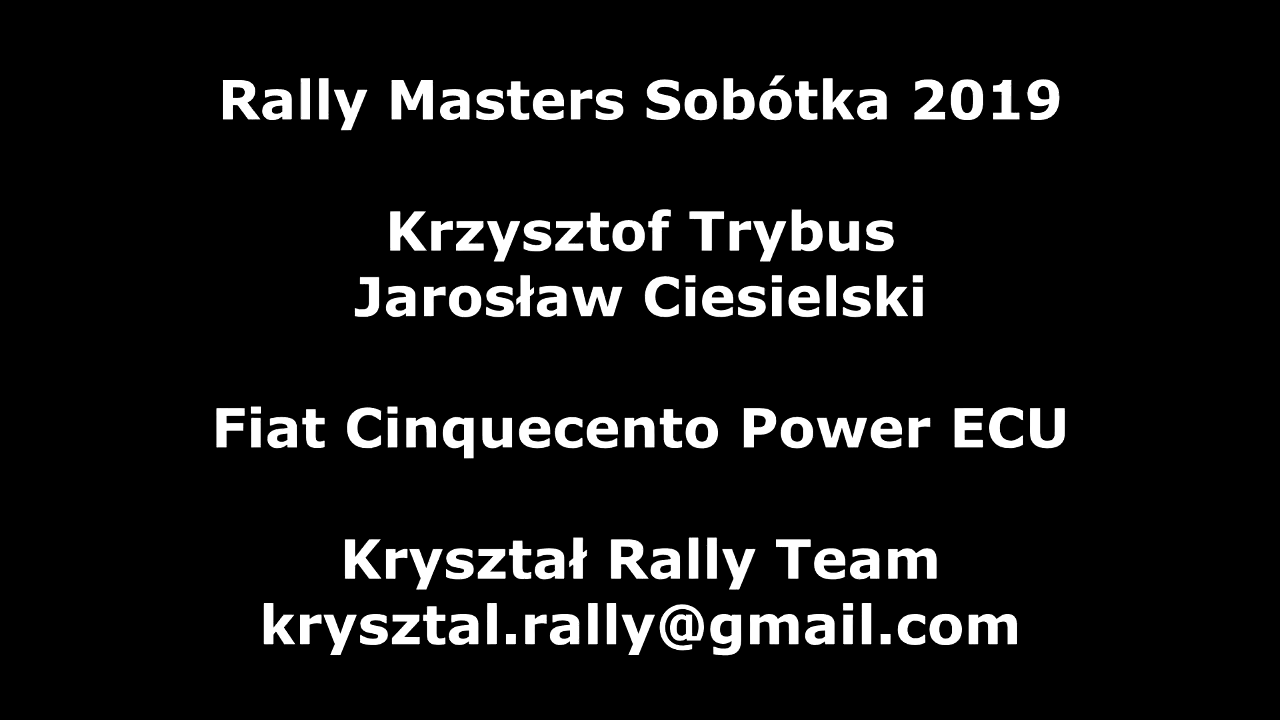 Rally Masters Sobótka 2019
Krzysztof Trybus
Jarosław Ciesielski
Fiat Cinquecento Power ECU
Kryształ Rally Team
krysztal.rally@gmail.com